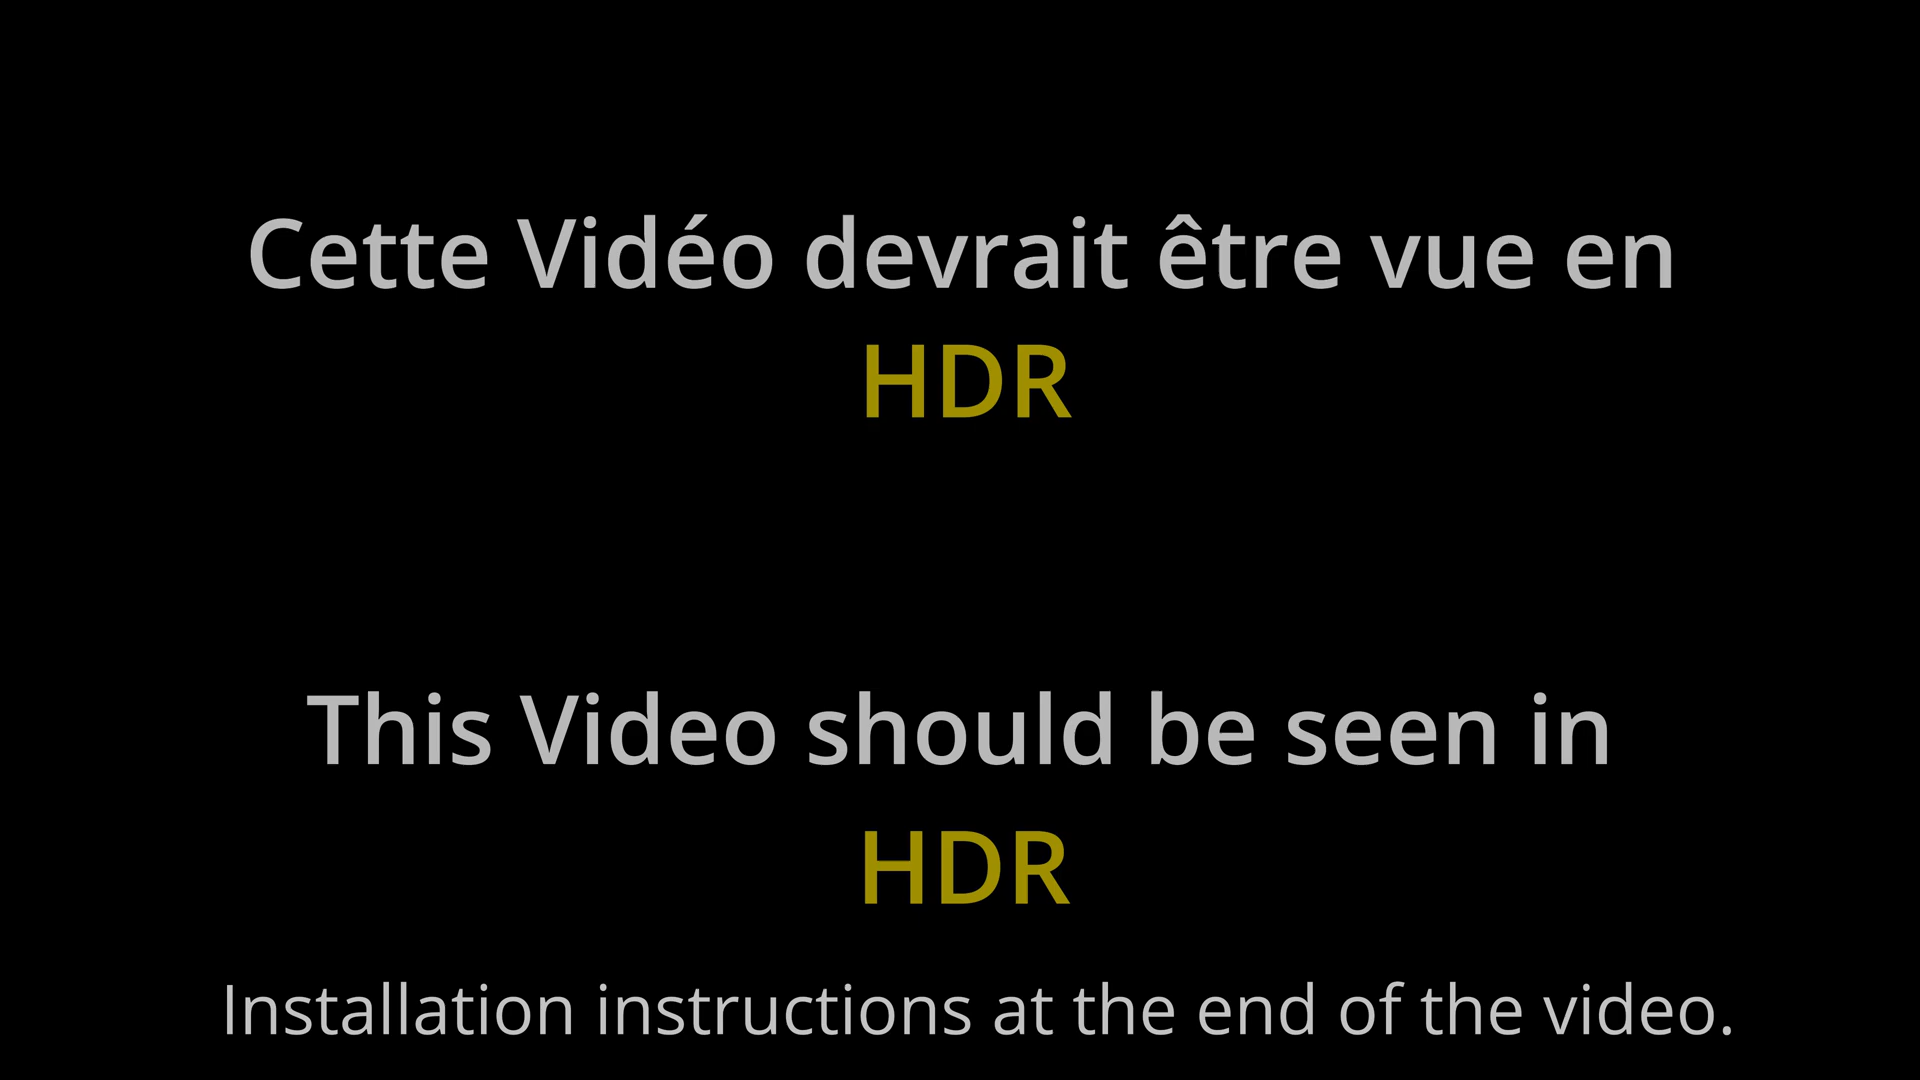 Cette Vidéo devrait être vue en
HDR
This Video should be seen in
HDR
Installation instructions at the end of the video.